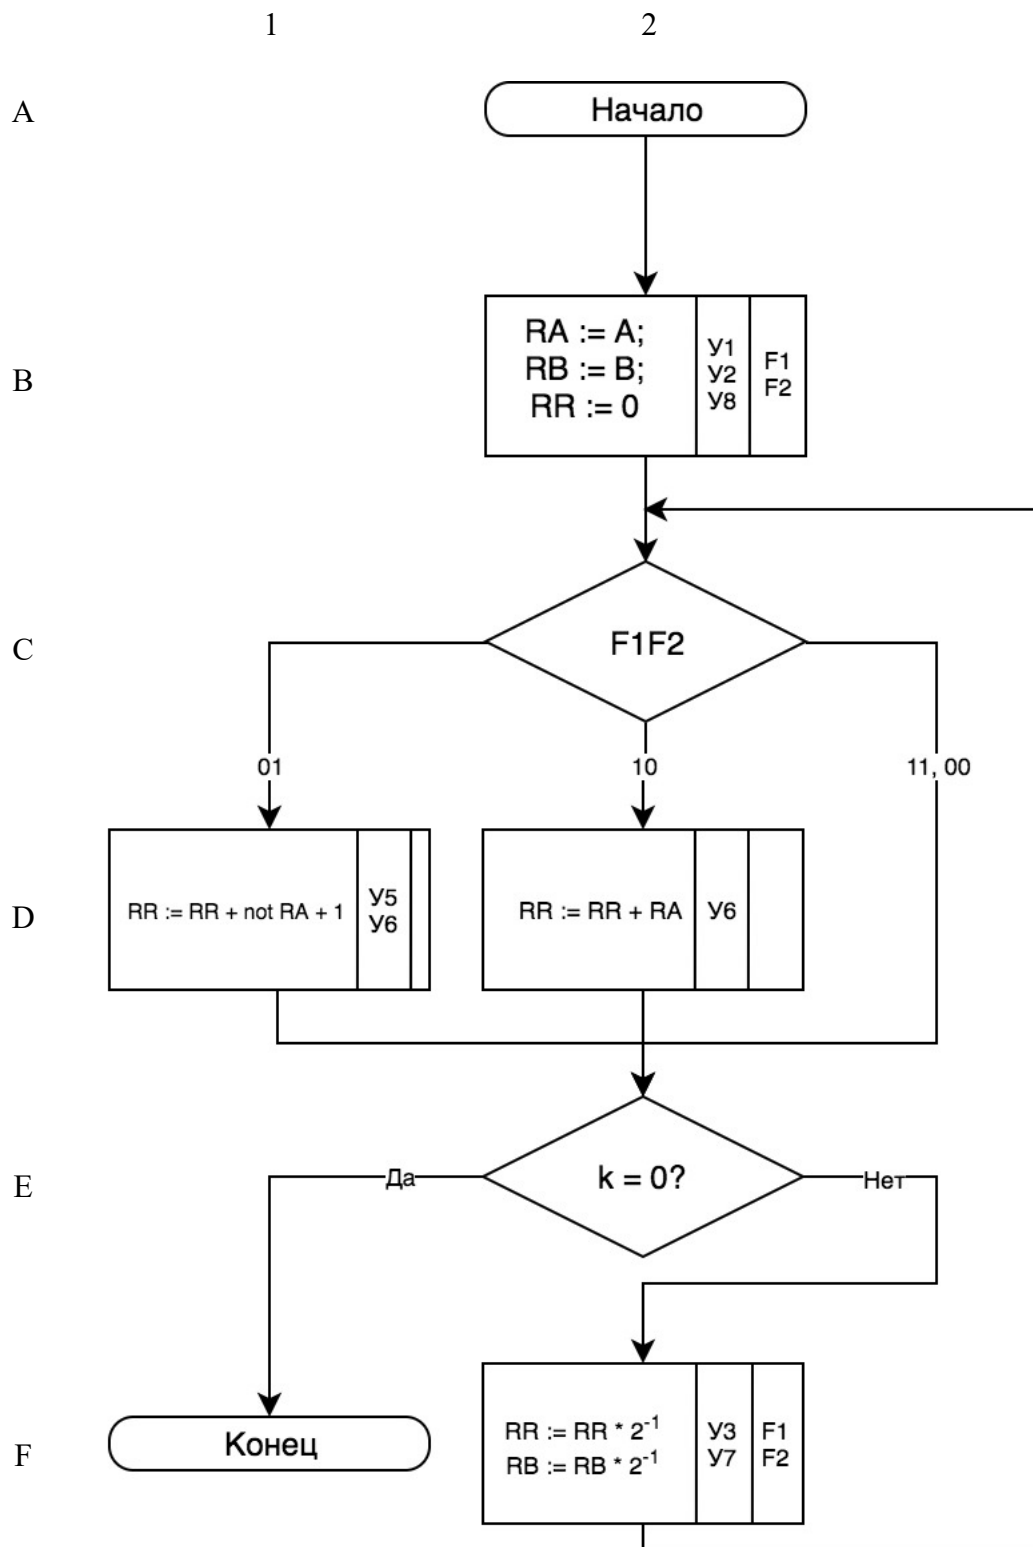 1 2
A
Начало
B
RA := A;
RB := B;
RR := 0
У1
У2
У8
F1
F2
C
F1F2
01
10
11, 00
D
RR := RR + not RA + 1
У5
У6
RR := RR + RA
У6
E
Да
k = 0?
Нет
F
Конец
RR := RR * 2⁻¹
RB := RB * 2⁻¹
У3
У7
F1
F2